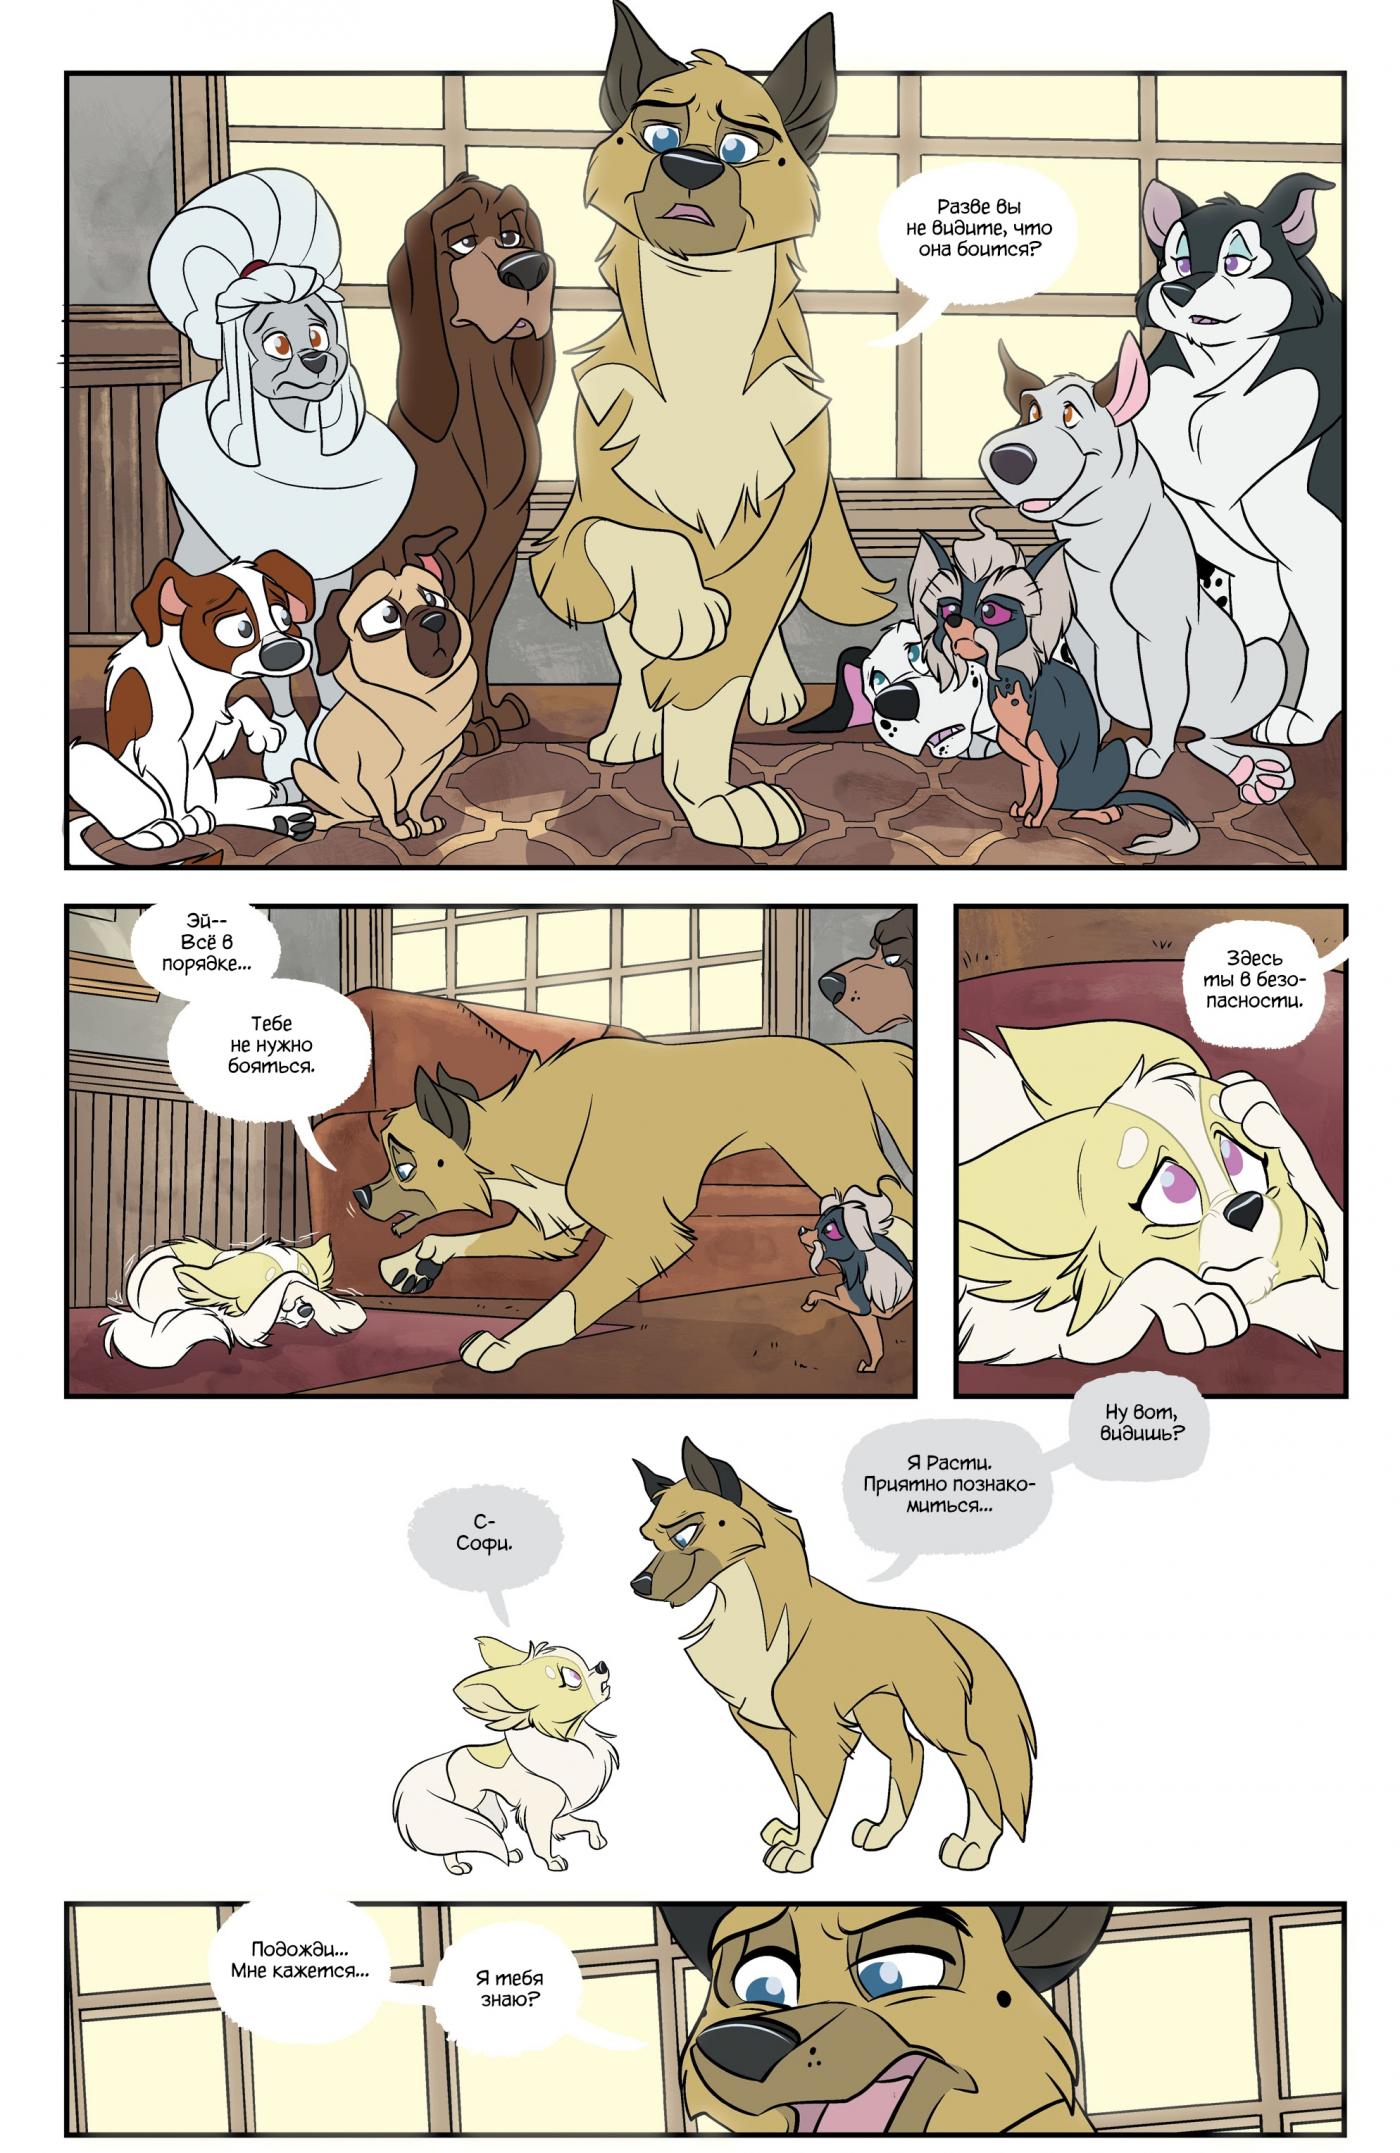 Разве вы
не видите, что
она боится?
Эй--
Всё в
порядке...
Тебе
не нужно
бояться.
Здесь
ты в безо-
пасности.
Ну вот,
видишь?
Я Расти.
Приятно познако-
миться...
С-
Софи.
Подожди...
Мне кажется...
Я тебя
знаю?